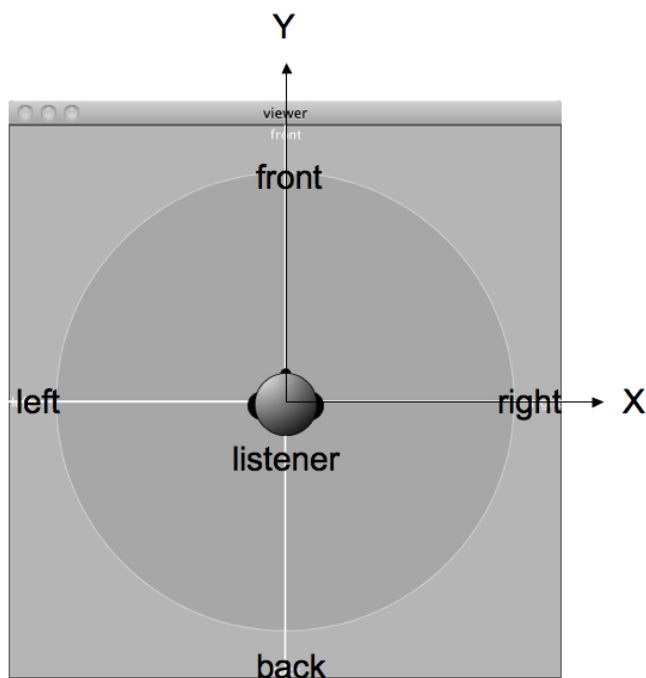 Y
viewer
front
front
left
right
X
listener
back